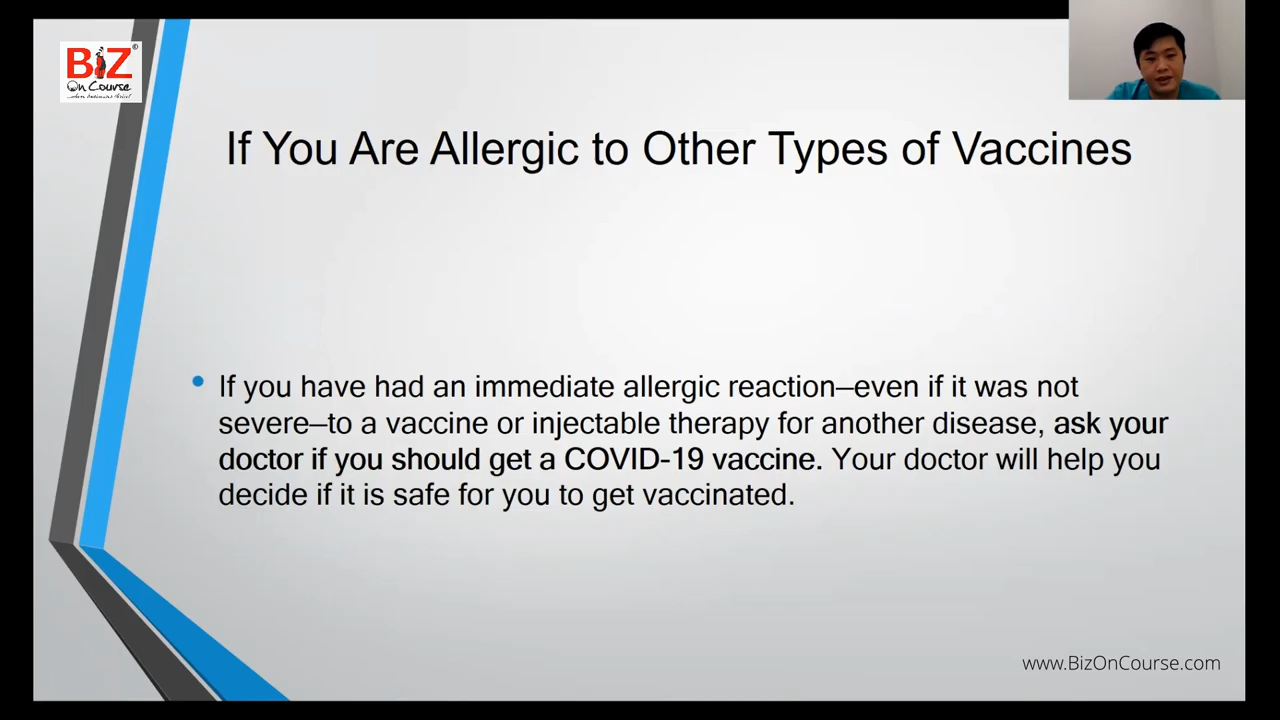 BiZ
On Course
If You Are Allergic to Other Types of Vaccines
• If you have had an immediate allergic reaction—even if it was not
severe—to a vaccine or injectable therapy for another disease, ask your
doctor if you should get a COVID-19 vaccine. Your doctor will help you
decide if it is safe for you to get vaccinated.
www.BizOnCourse.com